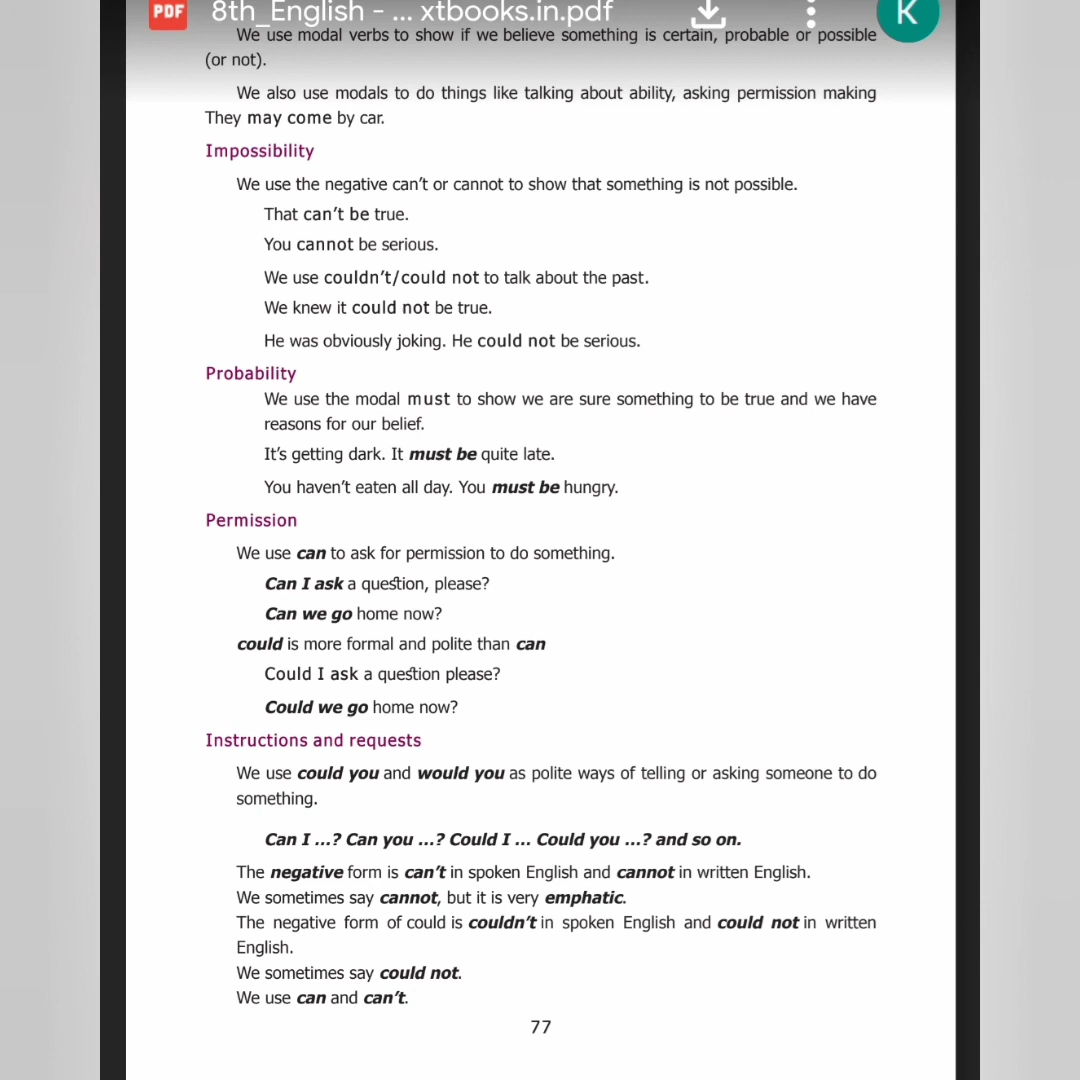 PDF 8th_English - ... xtbooks.in.pdf K
We use modal verbs to show if we believe something is certain, probable or possible
(or not).
We also use modals to do things like talking about ability, asking permission making
They may come by car.
Impossibility
We use the negative can't or cannot to show that something is not possible.
That can't be true.
You cannot be serious.
We use couldn't/could not to talk about the past.
We knew it could not be true.
He was obviously joking. He could not be serious.
Probability
We use the modal must to show we are sure something to be true and we have
reasons for our belief.
It's getting dark. It must be quite late.
You haven't eaten all day. You must be hungry.
Permission
We use can to ask for permission to do something.
Can I ask a question, please?
Can we go home now?
could is more formal and polite than can
Could I ask a question please?
Could we go home now?
Instructions and requests
We use could you and would you as polite ways of telling or asking someone to do
something.
Can I ...? Can you ...? Could I ... Could you ...? and so on.
The negative form is can't in spoken English and cannot in written English.
We sometimes say cannot, but it is very emphatic.
The negative form of could is couldn't in spoken English and could not in written
English.
We sometimes say could not.
We use can and can't.
77